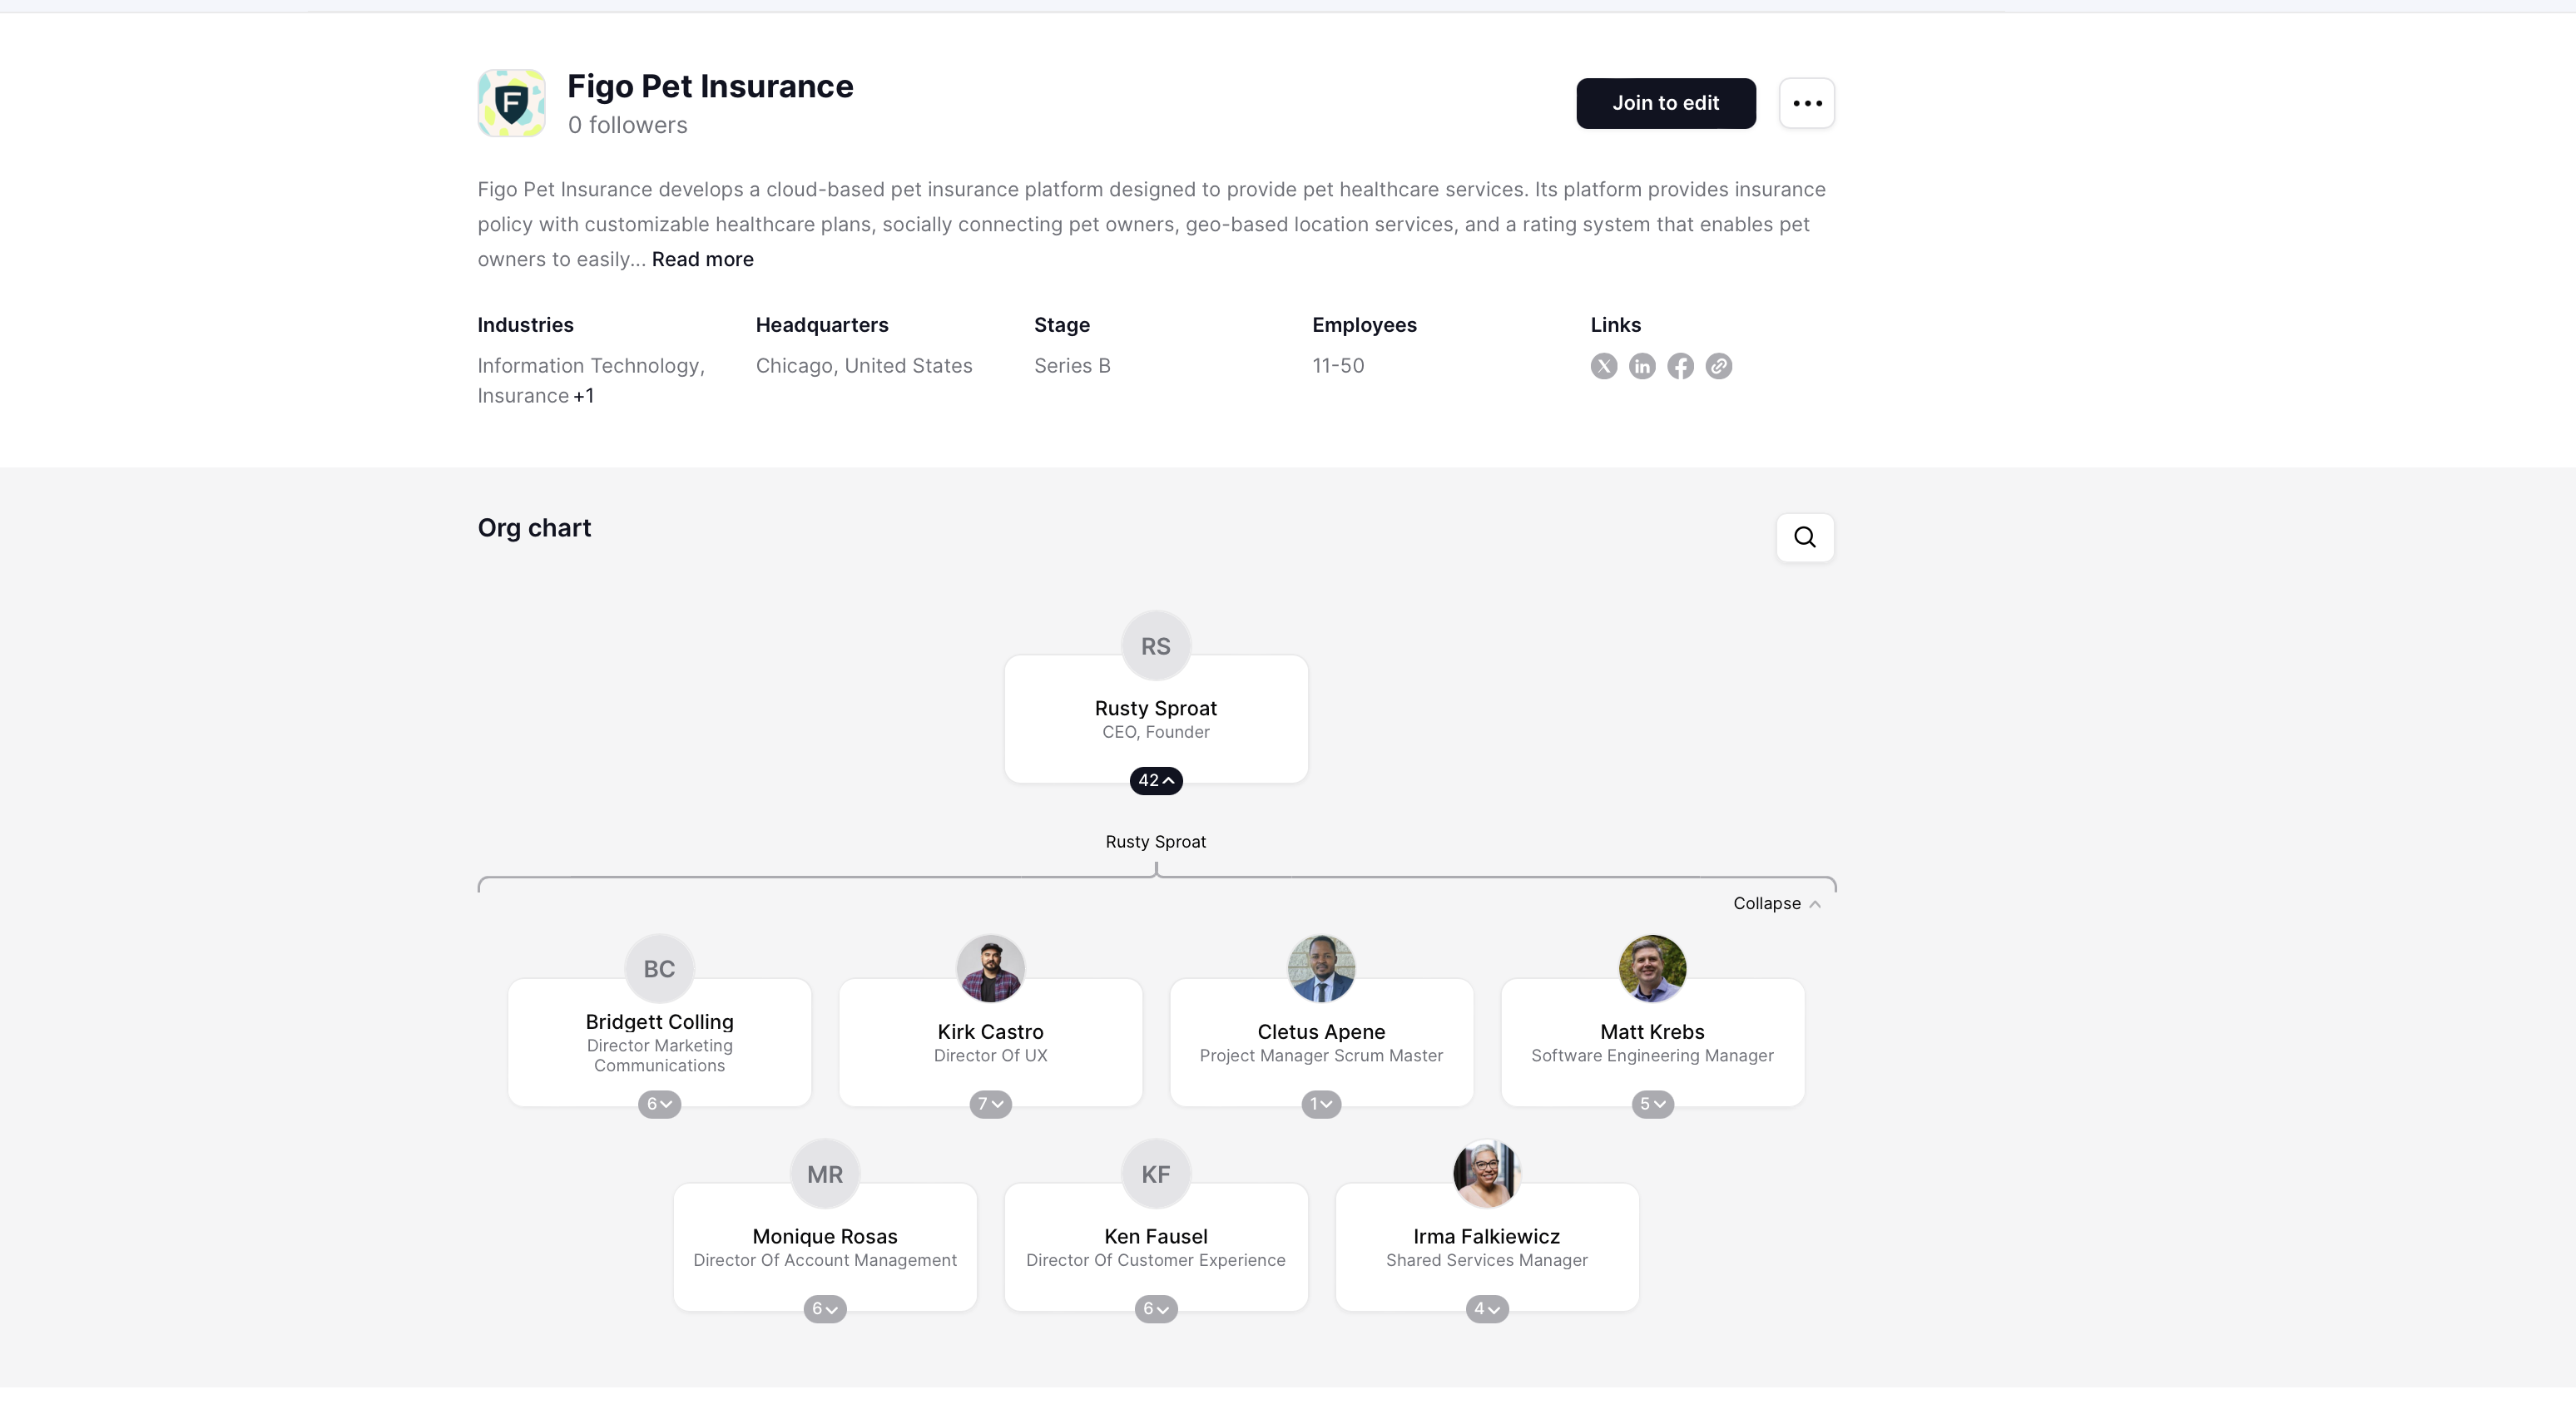 F
Figo Pet Insurance
0 followers
Join to edit
Figo Pet Insurance develops a cloud-based pet insurance platform designed to provide pet healthcare services. Its platform provides insurance
policy with customizable healthcare plans, socially connecting pet owners, geo-based location services, and a rating system that enables pet
owners to easily... Read more
Industries
Information Technology,
Insurance +1
Headquarters
Chicago, United States
Stage
Series B
Employees
11-50
Links
X in f
Org chart
RS
Rusty Sproat
CEO, Founder
42
Rusty Sproat
Collapse
BC
Bridgett Colling
Director Marketing
Communications
6
Kirk Castro
Director Of UX
7
Cletus Apene
Project Manager Scrum Master
1
Matt Krebs
Software Engineering Manager
5
MR
Monique Rosas
Director Of Account Management
6
KF
Ken Fausel
Director Of Customer Experience
6
Irma Falkiewicz
Shared Services Manager
4